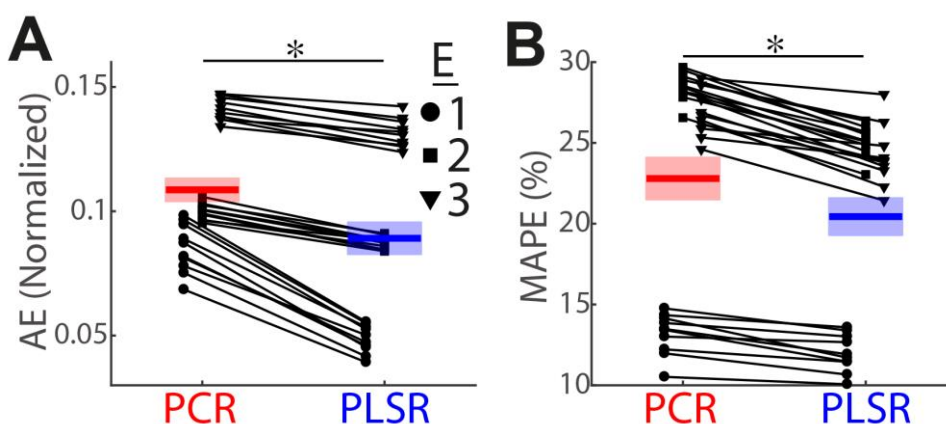 A
*
E
1
2
3
AE (Normalized)
0.15
0.1
0.05
PCR
PLSR
B
*
MAPE (%)
30
25
20
15
10
PCR
PLSR